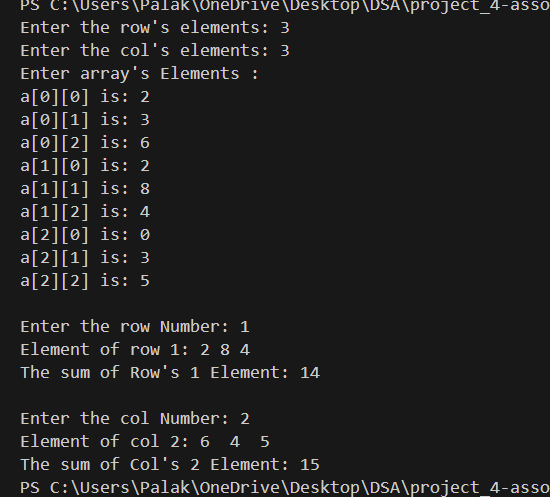 PS C:\Users\Palak\OneDrive\Desktop\DSA\project_4-asso
Enter the row's elements: 3
Enter the col's elements: 3
Enter array's Elements :
a[0][0] is: 2
a[0][1] is: 3
a[0][2] is: 6
a[1][0] is: 2
a[1][1] is: 8
a[1][2] is: 4
a[2][0] is: 0
a[2][1] is: 3
a[2][2] is: 5
Enter the row Number: 1
Element of row 1: 2 8 4
The sum of Row's 1 Element: 14
Enter the col Number: 2
Element of col 2: 6  4  5
The sum of Col's 2 Element: 15
PS C:\Users\Palak\OneDrive\Desktop\DSA\project_4-asso